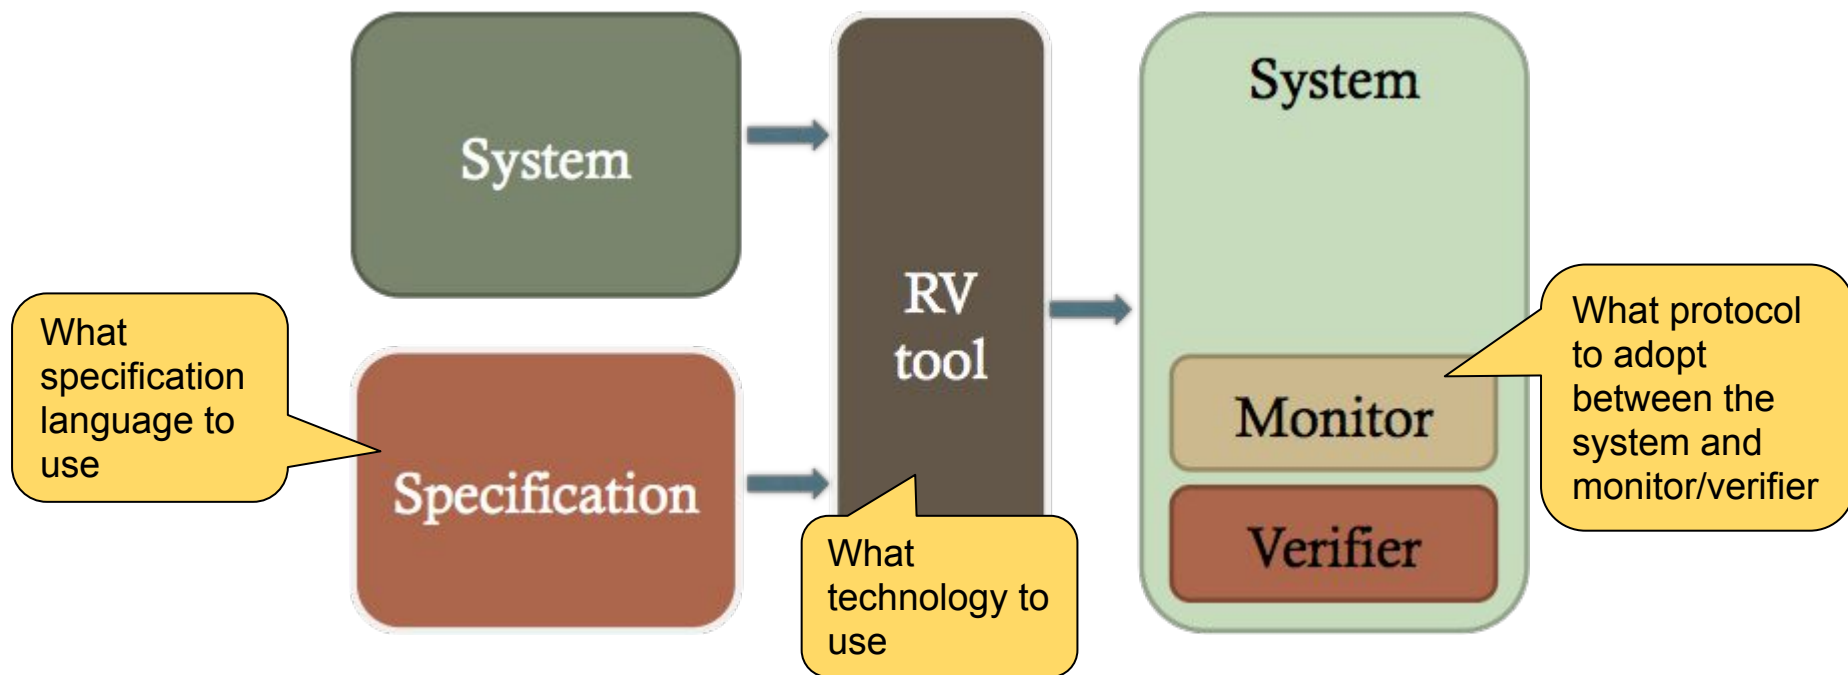 System
Specification
RV
tool
System
Monitor
Verifier
What
specification
language to
use
What
technology to
use
What protocol
to adopt
between the
system and
monitor/verifier